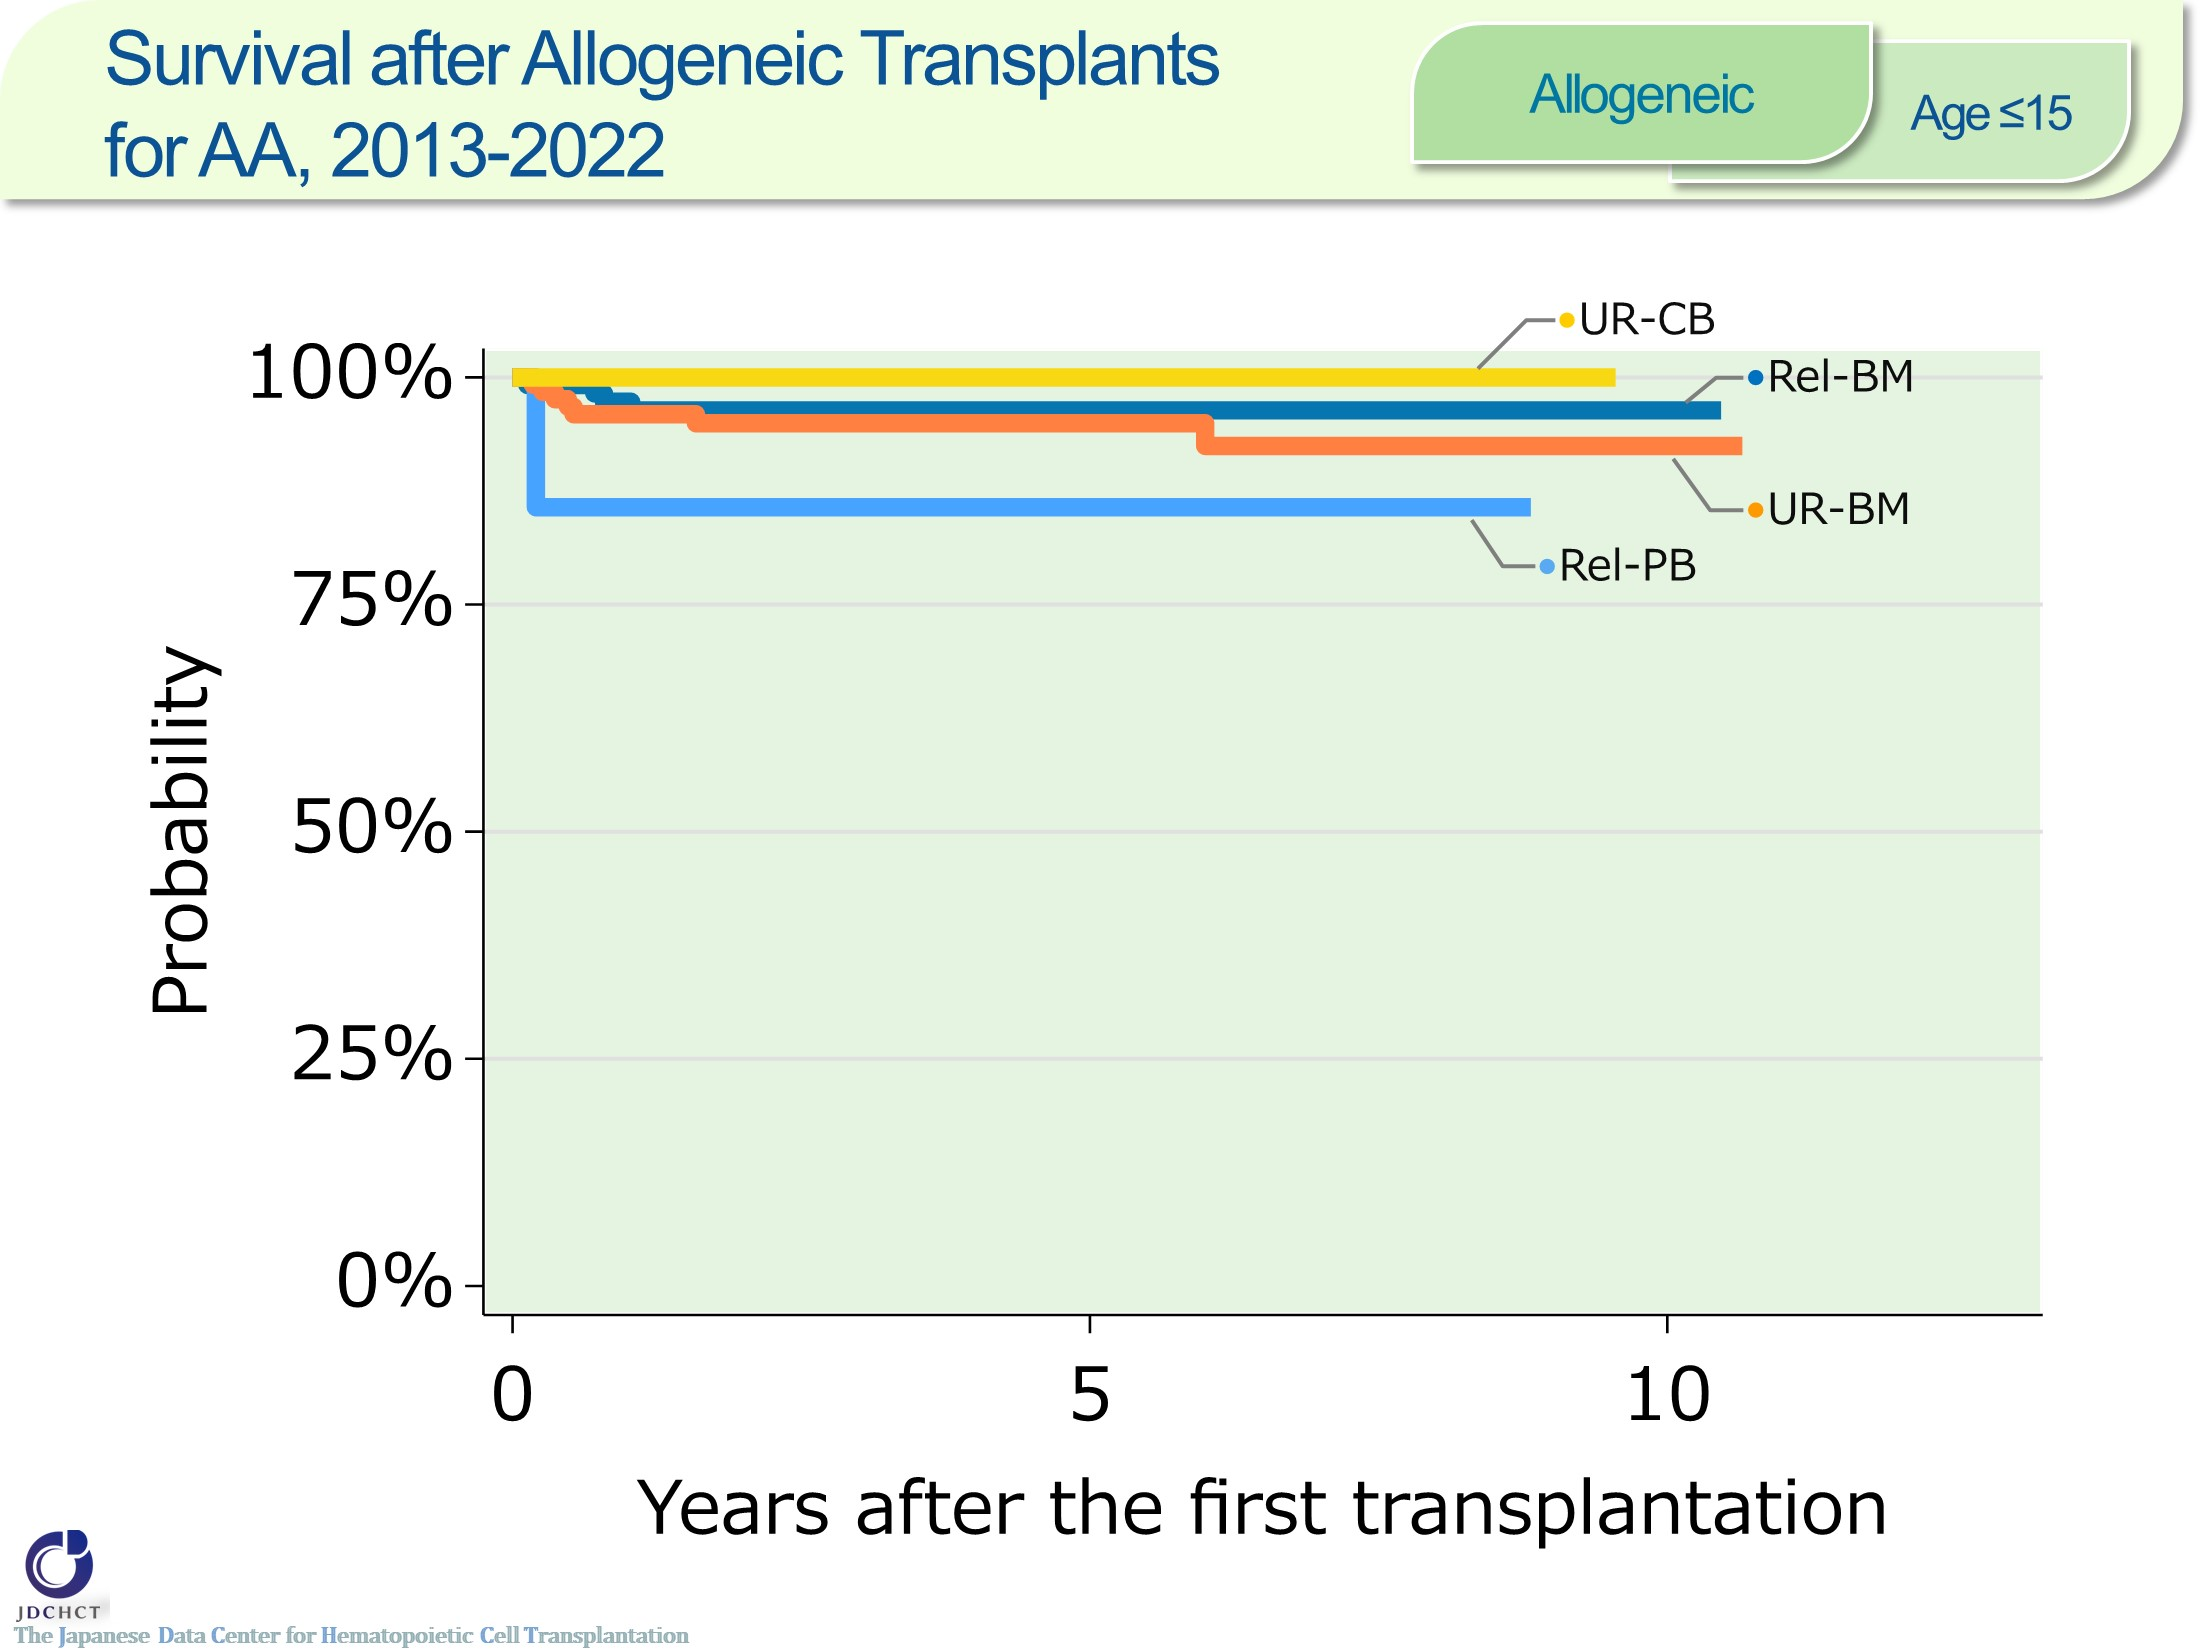 Survival after Allogeneic Transplants
for AA, 2013-2022
Allogeneic
Age ≤15
UR-CB
Rel-BM
UR-BM
Rel-PB
100%
75%
50%
25%
0%
Probability
0
5
10
Years after the first transplantation
JDCHCT
The Japanese Data Center for Hematopoietic Cell Transplantation